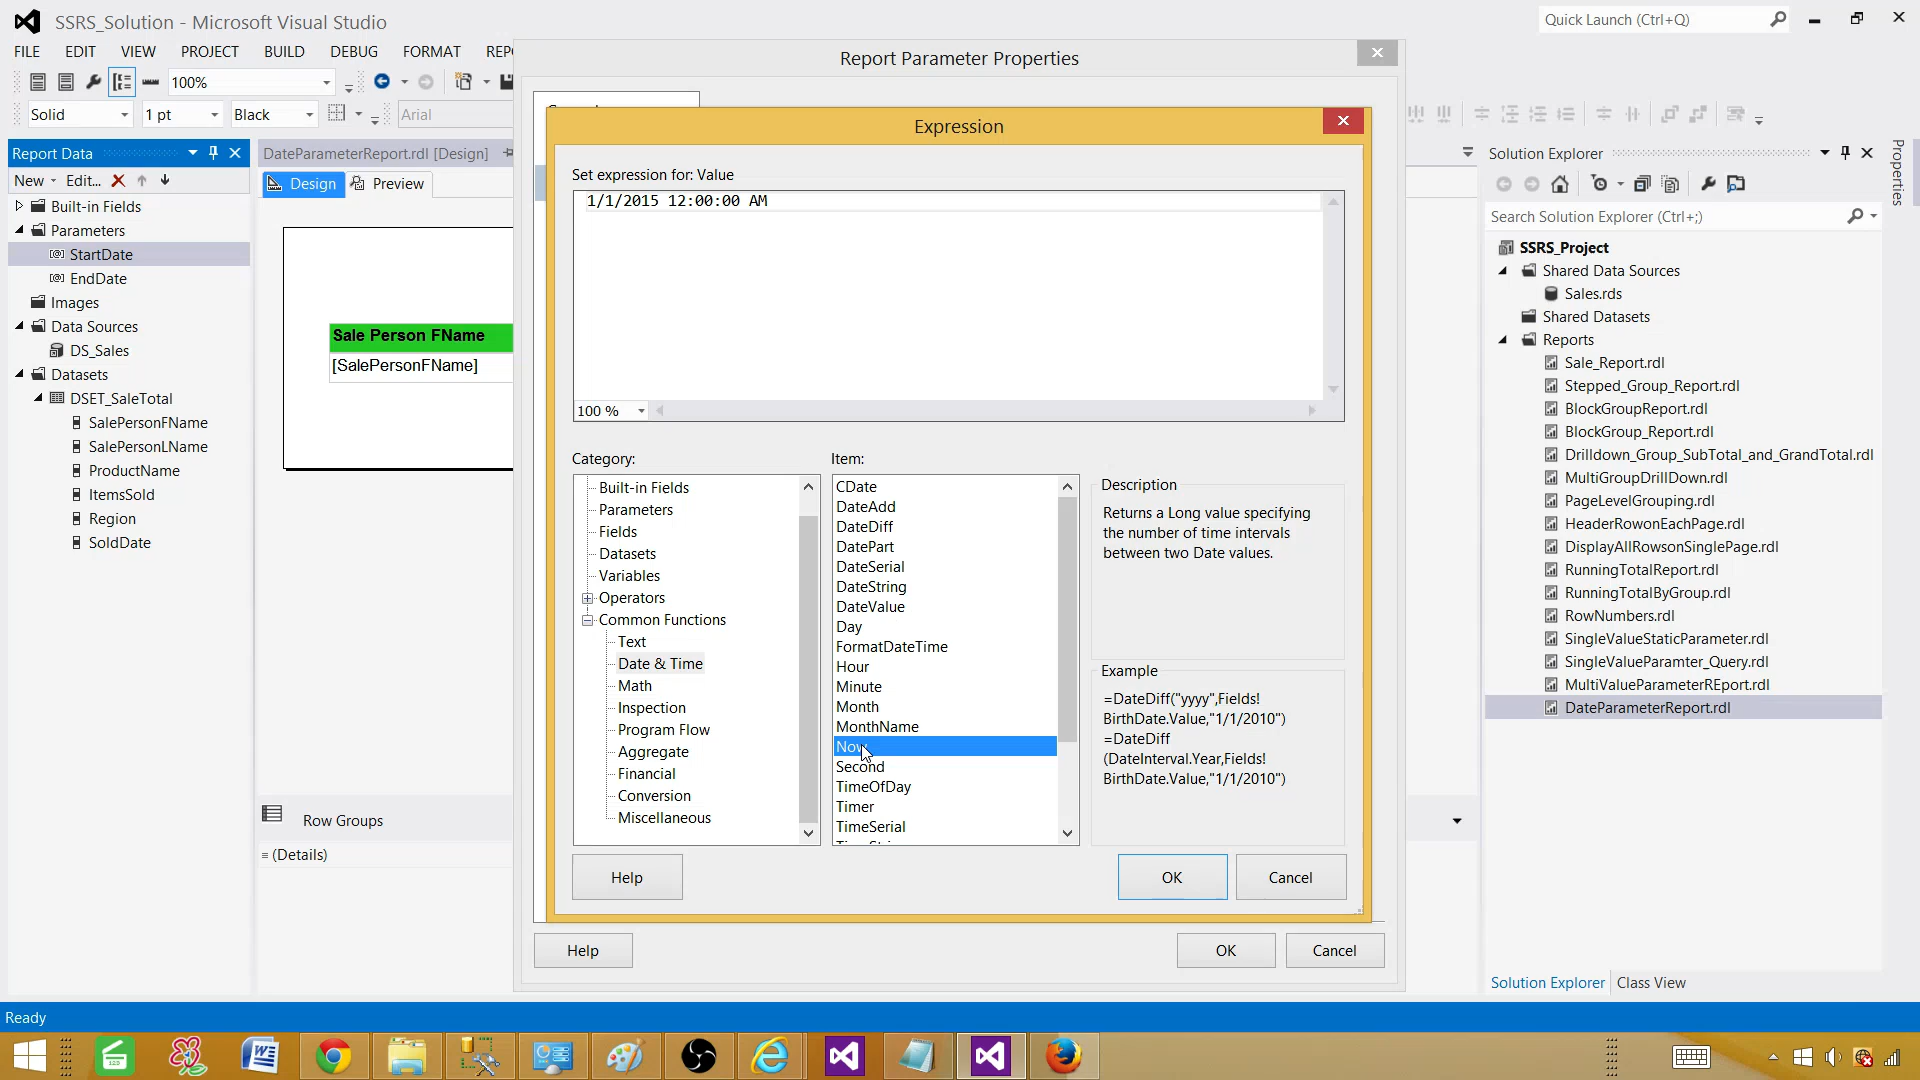 SSRS_Solution - Microsoft Visual Studio
Quick Launch (Ctrl+Q)
FILE EDIT VIEW PROJECT BUILD DEBUG FORMAT
100%
Solid 1 pt Black Arial
Report Parameter Properties
Report Data
New Edit...
Built-in Fields
Parameters
StartDate
EndDate
Images
Data Sources
DS_Sales
Datasets
DSET_SaleTotal
SalePersonFName
SalePersonLName
ProductName
ItemsSold
Region
SoldDate
DateParameterReport.rdl [Design]
Design Preview
Sale Person FName
[SalePersonFName]
Row Groups
(Details)
Expression
Set expression for: Value
1/1/2015 12:00:00 AM
100 %
Category:
Built-in Fields
Parameters
Fields
Datasets
Variables
Operators
Common Functions
Text
Date & Time
Math
Inspection
Program Flow
Aggregate
Financial
Conversion
Miscellaneous
Item:
CDate
DateAdd
DateDiff
DatePart
DateSerial
DateString
DateValue
Day
FormatDateTime
Hour
Minute
Month
MonthName
Now
Second
TimeOfDay
Timer
TimeSerial
Description
Returns a Long value specifying
the number of time intervals
between two Date values.
Example
=DateDiff("yyyy",Fields!
BirthDate.Value,"1/1/2010")
=DateDiff
(DateInterval.Year,Fields!
BirthDate.Value,"1/1/2010")
Help OK Cancel
Help OK Cancel
Solution Explorer
Search Solution Explorer (Ctrl+;)
SSRS_Project
Shared Data Sources
Sales.rds
Shared Datasets
Reports
Sale_Report.rdl
Stepped_Group_Report.rdl
BlockGroupReport.rdl
BlockGroup_Report.rdl
Drilldown_Group_SubTotal_and_GrandTotal.rdl
MultiGroupDrillDown.rdl
PageLevelGrouping.rdl
HeaderRowonEachPage.rdl
DisplayAllRowsonSinglePage.rdl
RunningTotalReport.rdl
RunningTotalByGroup.rdl
RowNumbers.rdl
SingleValueStaticParameter.rdl
SingleValueParamter_Query.rdl
MultiValueParameterREport.rdl
DateParameterReport.rdl
Solution Explorer Class View
Properties
Ready